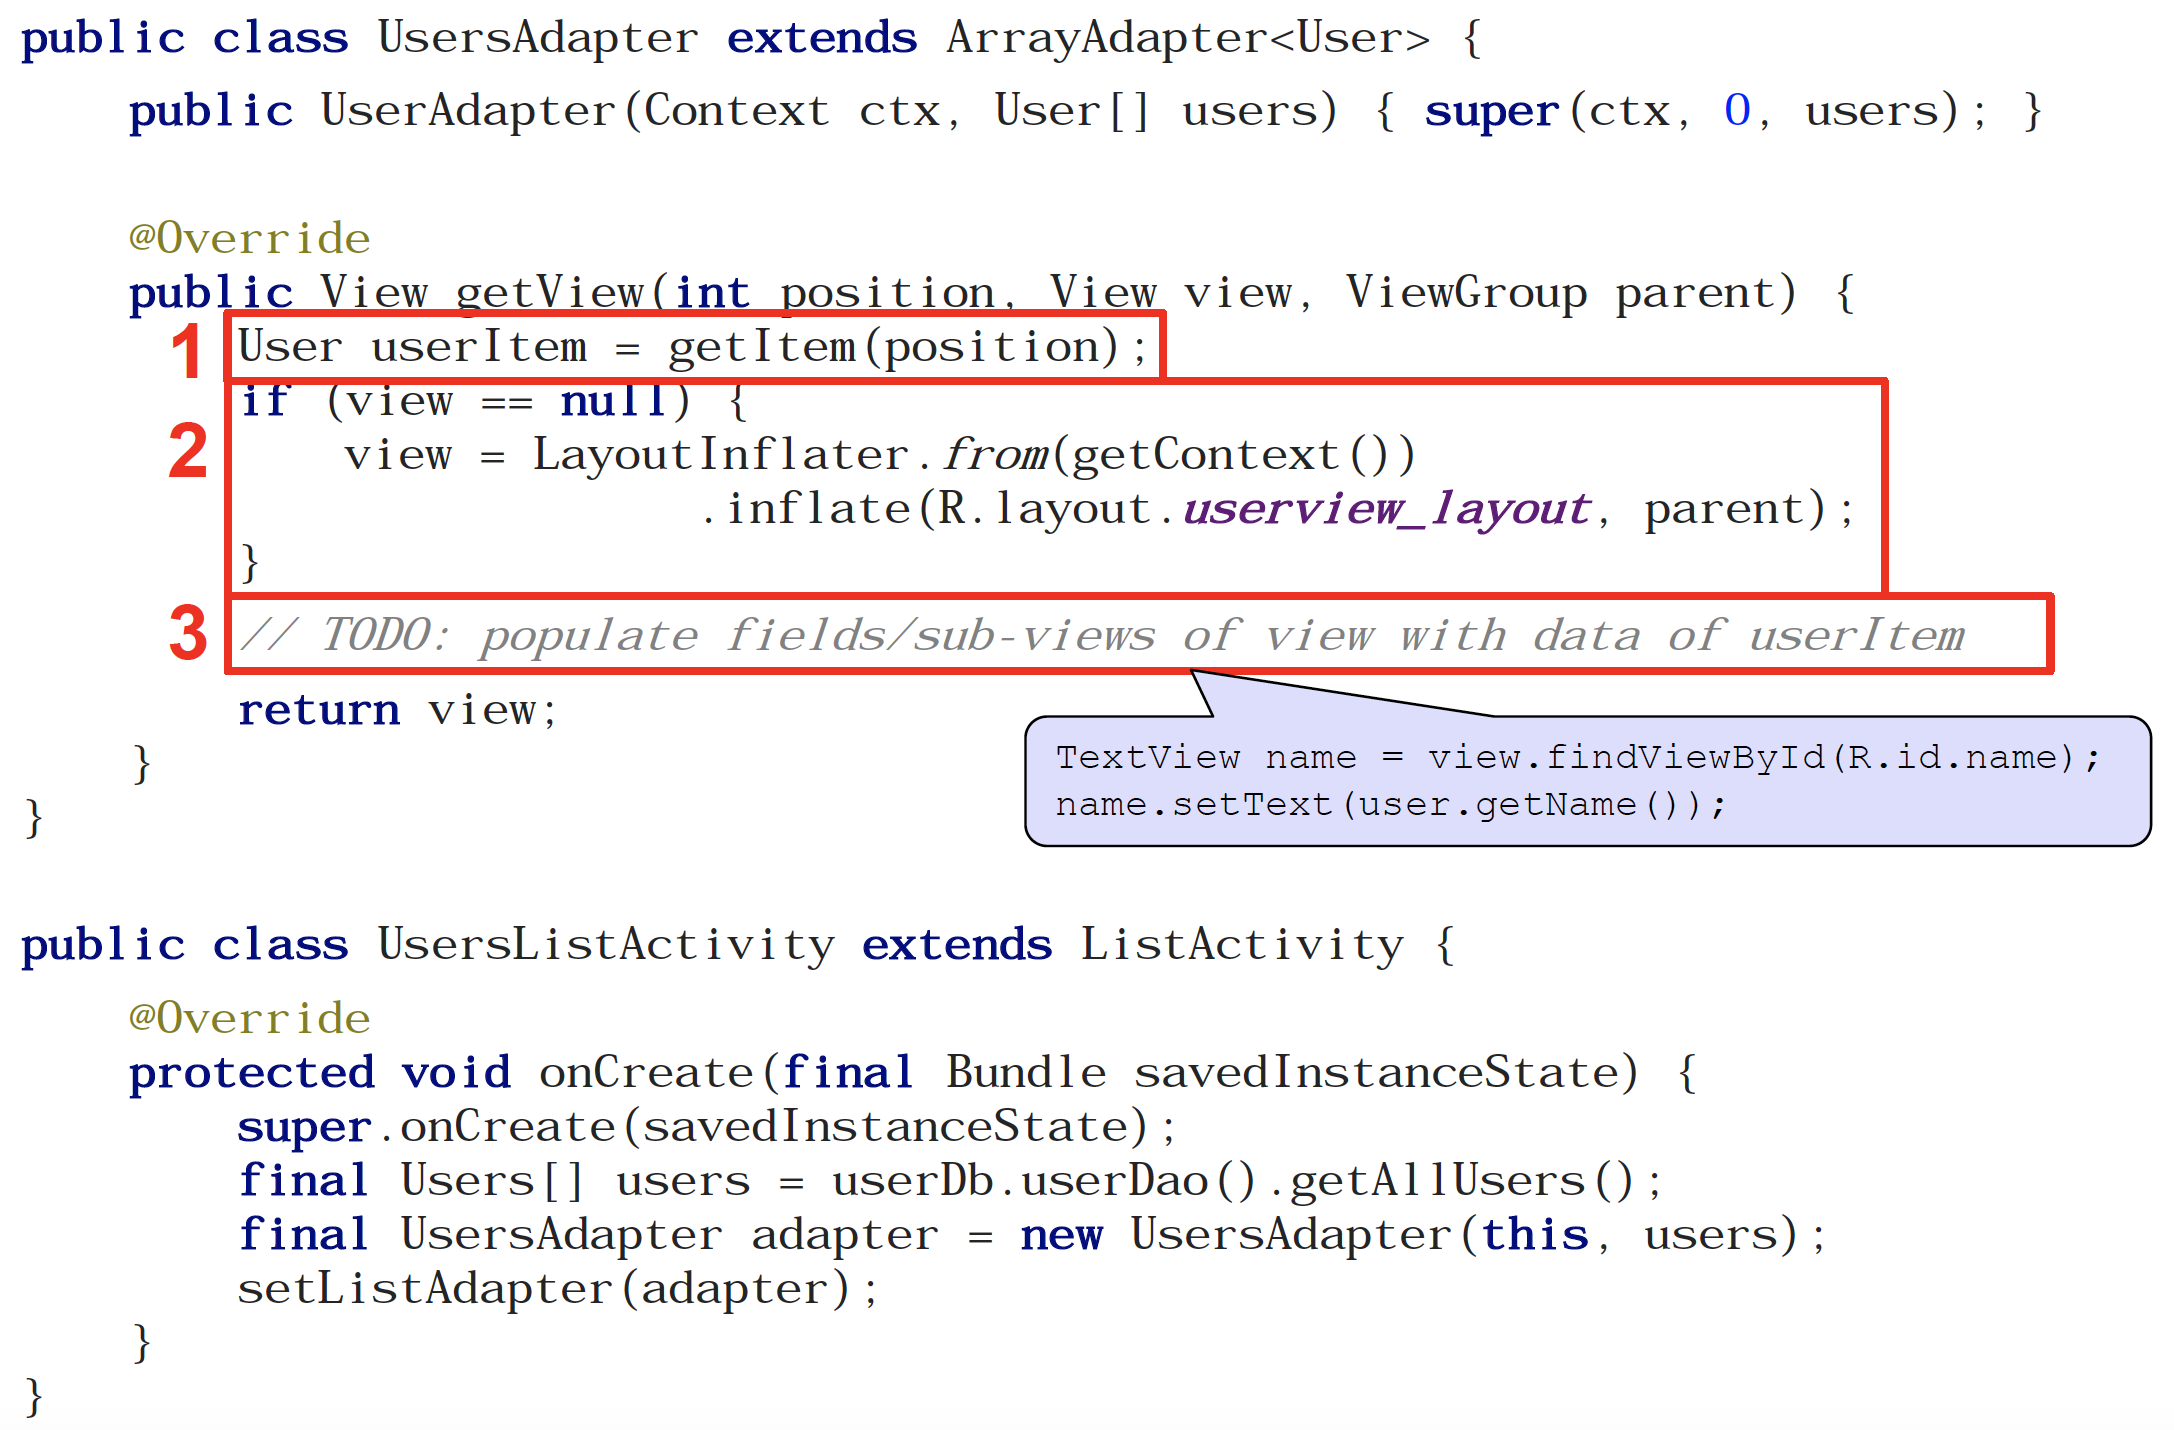 public class UsersAdapter extends ArrayAdapter<User> {
public UserAdapter(Context ctx, User[] users) { super(ctx, 0, users); }
@Override
public View getView(int position, View view, ViewGroup parent) {
1 User userItem = getItem(position);
if (view == null) {
2 view = LayoutInflater.from(getContext())
.inflate(R.layout.userview_layout, parent);
}
3 // TODO: populate fields/sub-views of view with data of userItem
return view;
TextView name = view.findViewById(R.id.name);
name.setText(user.getName());
}
}
public class UsersListActivity extends ListActivity {
@Override
protected void onCreate(final Bundle savedInstanceState) {
super.onCreate(savedInstanceState);
final Users[] users = userDb.userDao().getAllUsers();
final UsersAdapter adapter = new UsersAdapter(this, users);
setListAdapter(adapter);
}
}